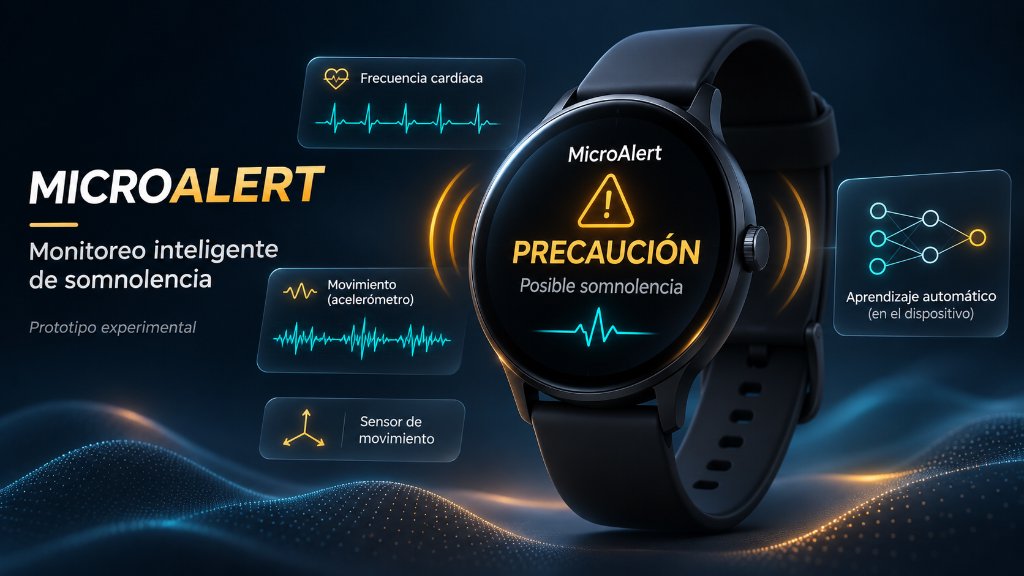 MICROALERT
Monitoreo inteligente
de somnolencia
Prototipo experimental
Frecuencia cardíaca
Movimiento
(acelerómetro)
Sensor de
movimiento
MicroAlert
PRECAUCIÓN
Posible somnolencia
Aprendizaje automático
(en el dispositivo)